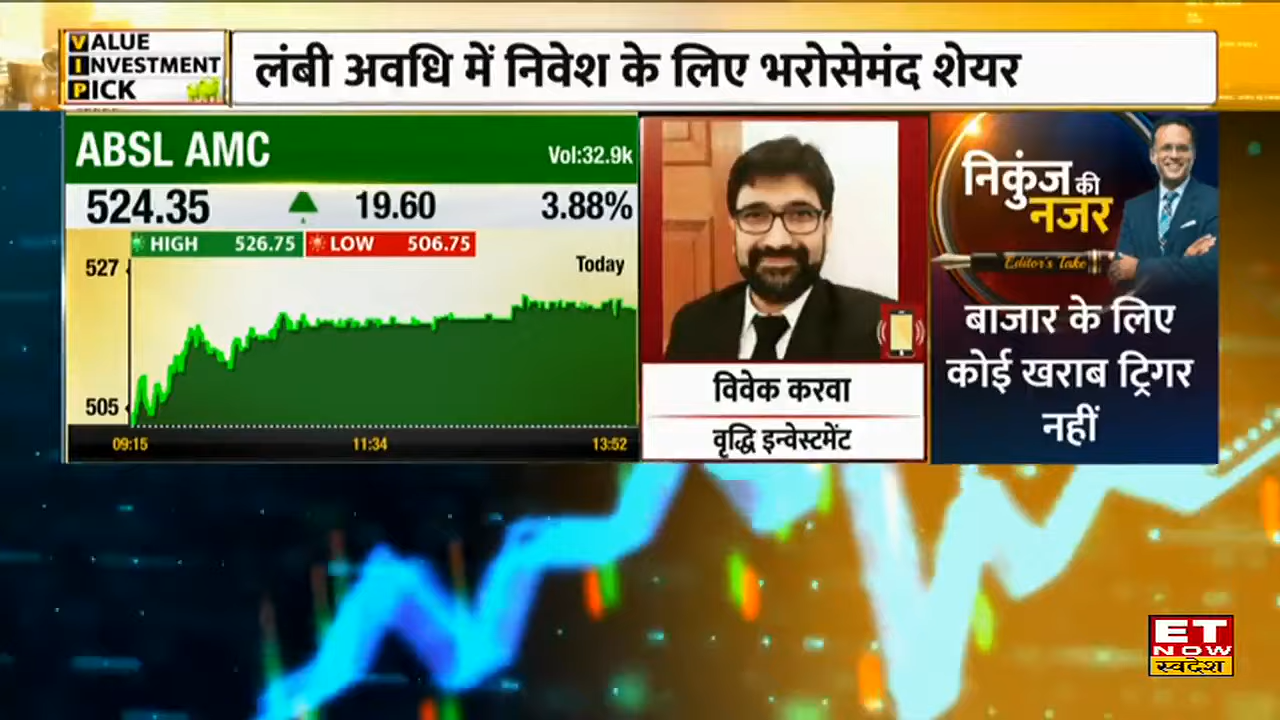 VALUE
INVESTMENT
PICK
लंबी अवधि में निवेश के लिए भरोसेमंद शेयर
ABSL AMC
Vol:32.9k
524.35 19.60 3.88%
HIGH 526.75 LOW 506.75
Today
527
505
09:15 11:34 13:52
विवेक करवा
वृद्धि इन्वेस्टमेंट
निकुंज की
नजर
Editor's Take
बाजार के लिए
कोई खराब ट्रिगर
नहीं
ET
NOW
स्वदेश